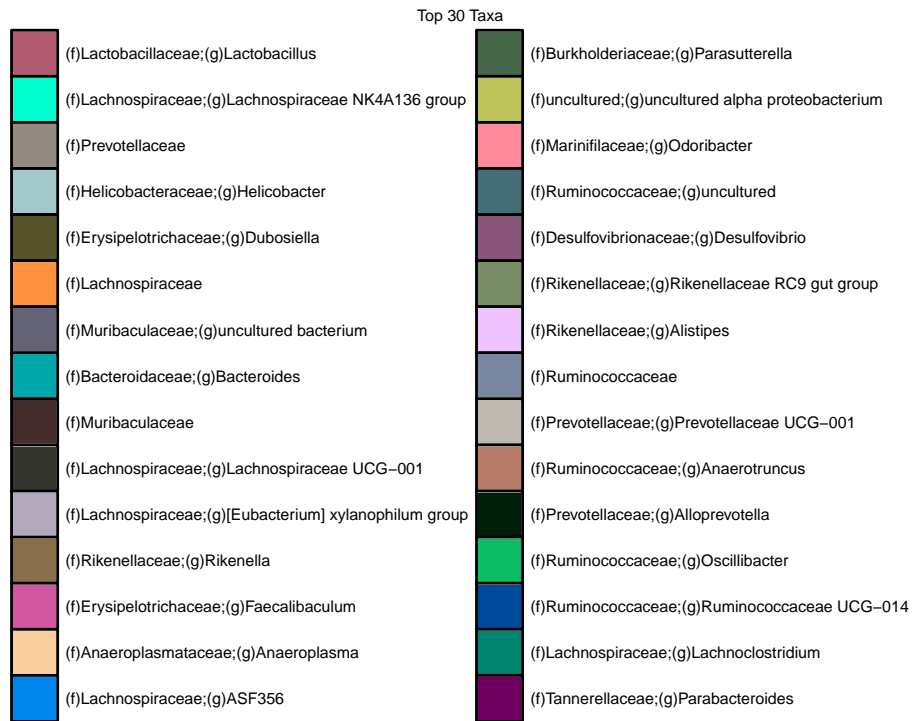 Top 30 Taxa
(f)Lactobacillaceae;(g)Lactobacillus
(f)Lachnospiraceae;(g)Lachnospiraceae NK4A136 group
(f)Prevotellaceae
(f)Helicobacteraceae;(g)Helicobacter
(f)Erysipelotrichaceae;(g)Dubosiella
(f)Lachnospiraceae
(f)Muribaculaceae;(g)uncultured bacterium
(f)Bacteroidaceae;(g)Bacteroides
(f)Muribaculaceae
(f)Lachnospiraceae;(g)Lachnospiraceae UCG−001
(f)Lachnospiraceae;(g)[Eubacterium] xylanophilum group
(f)Rikenellaceae;(g)Rikenella
(f)Erysipelotrichaceae;(g)Faecalibaculum
(f)Anaeroplasmataceae;(g)Anaeroplasma
(f)Lachnospiraceae;(g)ASF356
(f)Burkholderiaceae;(g)Parasutterella
(f)uncultured;(g)uncultured alpha proteobacterium
(f)Marinifilaceae;(g)Odoribacter
(f)Ruminococcaceae;(g)uncultured
(f)Desulfovibrionaceae;(g)Desulfovibrio
(f)Rikenellaceae;(g)Rikenellaceae RC9 gut group
(f)Rikenellaceae;(g)Alistipes
(f)Ruminococcaceae
(f)Prevotellaceae;(g)Prevotellaceae UCG−001
(f)Ruminococcaceae;(g)Anaerotruncus
(f)Prevotellaceae;(g)Alloprevotella
(f)Ruminococcaceae;(g)Oscillibacter
(f)Ruminococcaceae;(g)Ruminococcaceae UCG−014
(f)Lachnospiraceae;(g)Lachnoclostridium
(f)Tannerellaceae;(g)Parabacteroides